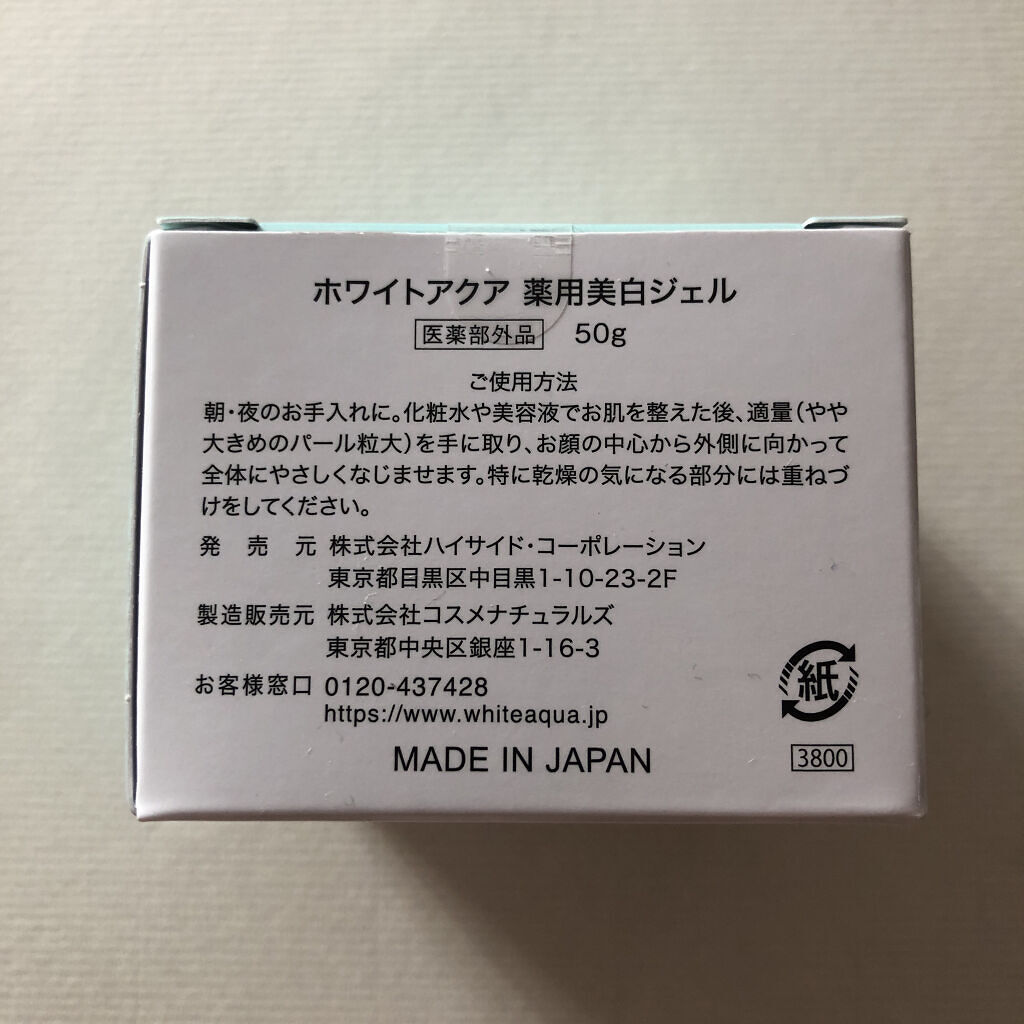 ホワイトアクア 薬用美白ジェル
医薬部外品 50g
ご使用方法
朝・夜のお手入れに。化粧水や美容液でお肌を整えた後、適量（やや
大きめのパール粒大）を手に取り、お顔の中心から外側に向かって
全体にやさしくなじませます。特に乾燥の気になる部分には重ねづ
けをしてください。
発売元 株式会社ハイサイド・コーポレーション
東京都目黒区中目黒1-10-23-2F
製造販売元 株式会社コスメナチュラルズ
東京都中央区銀座1-16-3
お客様窓口 0120-437428
https://www.whiteaqua.jp
紙
MADE IN JAPAN
3800